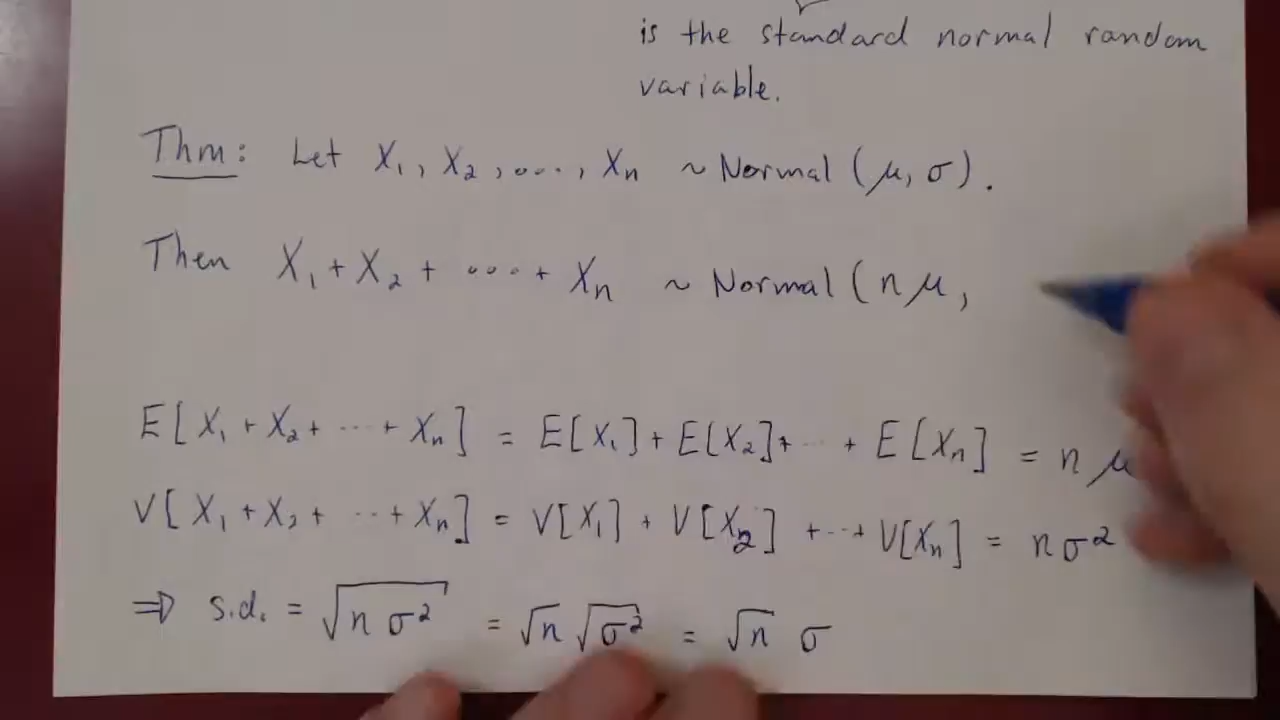 is the standard normal random
variable.
Thm: Let X₁, X₂, ..., Xₙ ~ Normal (μ, σ).
Then X₁ + X₂ + ... + Xₙ ~ Normal (nμ,
E[X₁ + X₂ + ... + Xₙ] = E[X₁] + E[X₂] + ... + E[Xₙ] = nμ
V[X₁ + X₂ + ... + Xₙ] = V[X₁] + V[X₂] + ... + V[Xₙ] = nσ²
⇒ s.d. = √(nσ²) = √n √(σ²) = √n σ